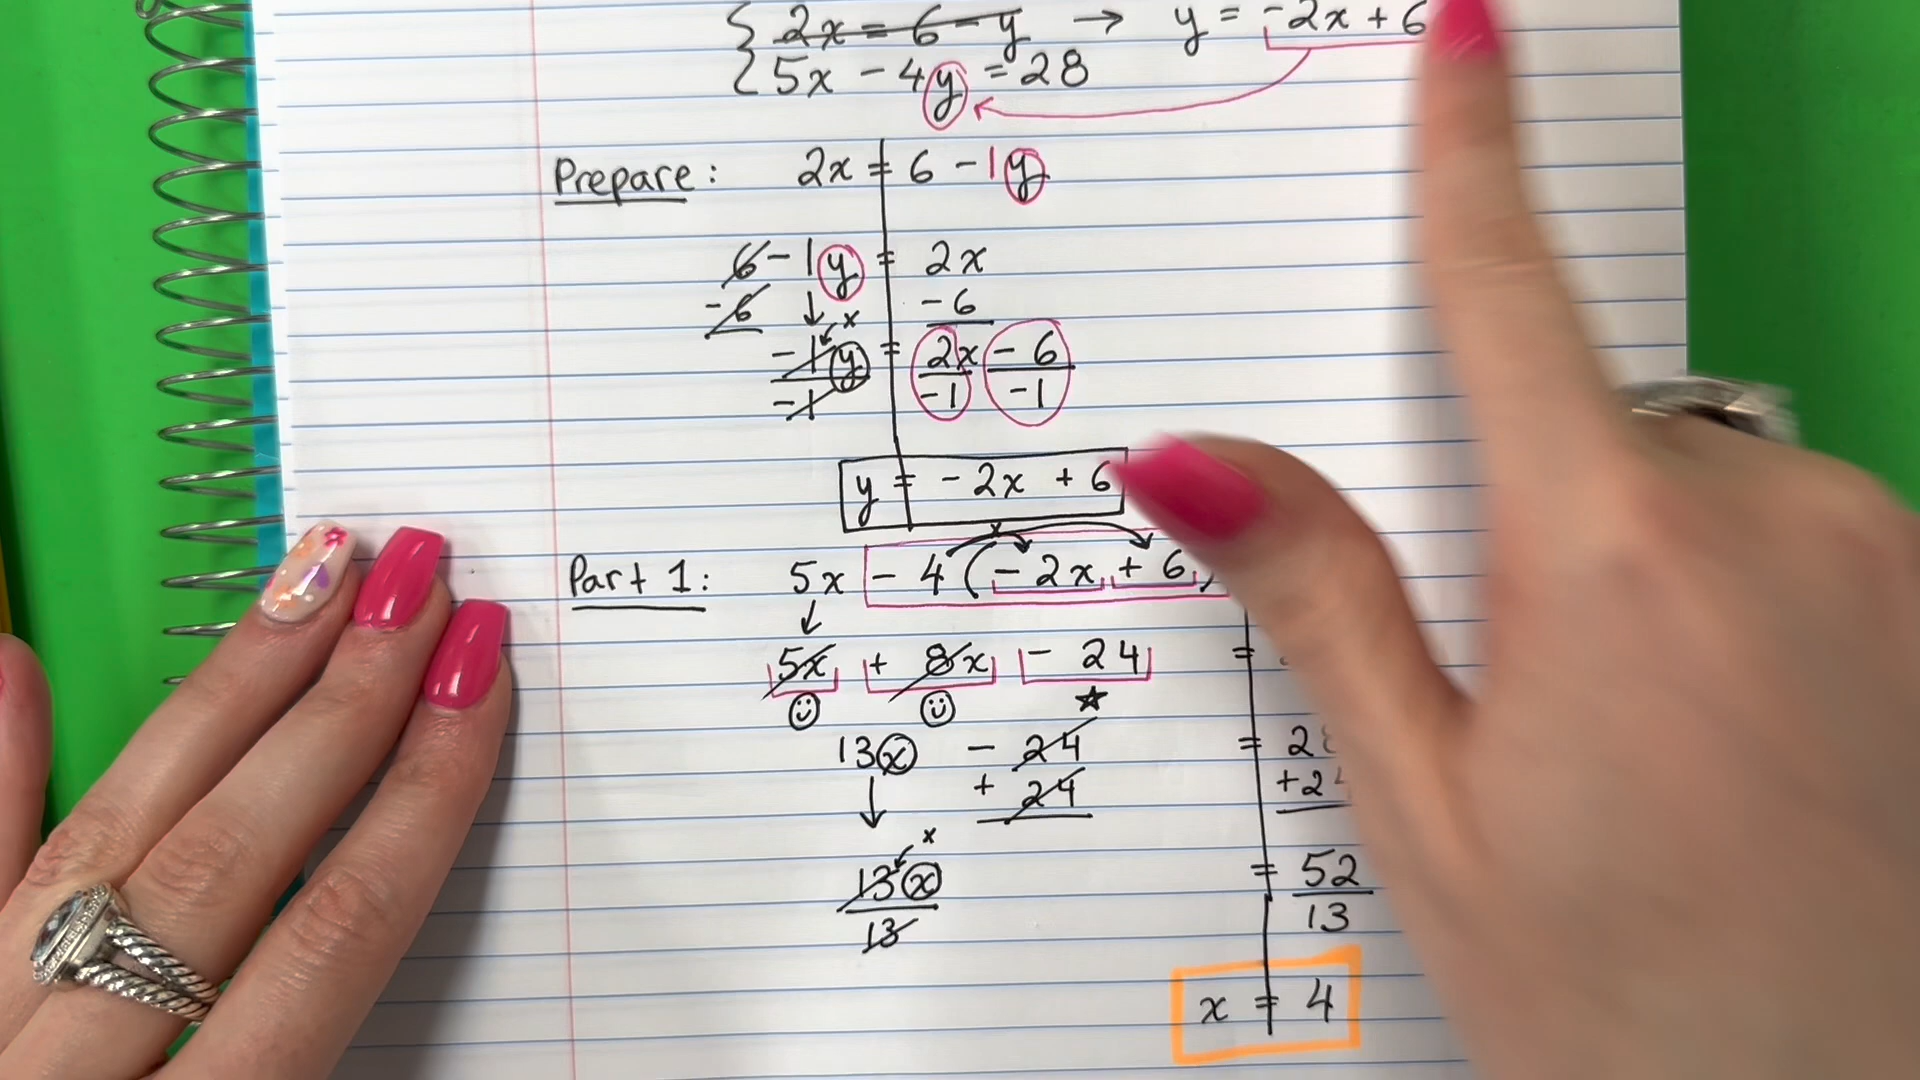 2x = 6 - y → y = -2x + 6
5x - 4y = 28
Prepare: 2x = 6 - 1y
6 - 1y = 2x
-6 -6
-1y = 2x - 6
-1 -1 -1
y = -2x + 6
Part 1: 5x - 4(-2x + 6)
5x + 8x - 24 =
13x - 24 = 2
+ 24 +2
13x = 52
13 13
x = 4